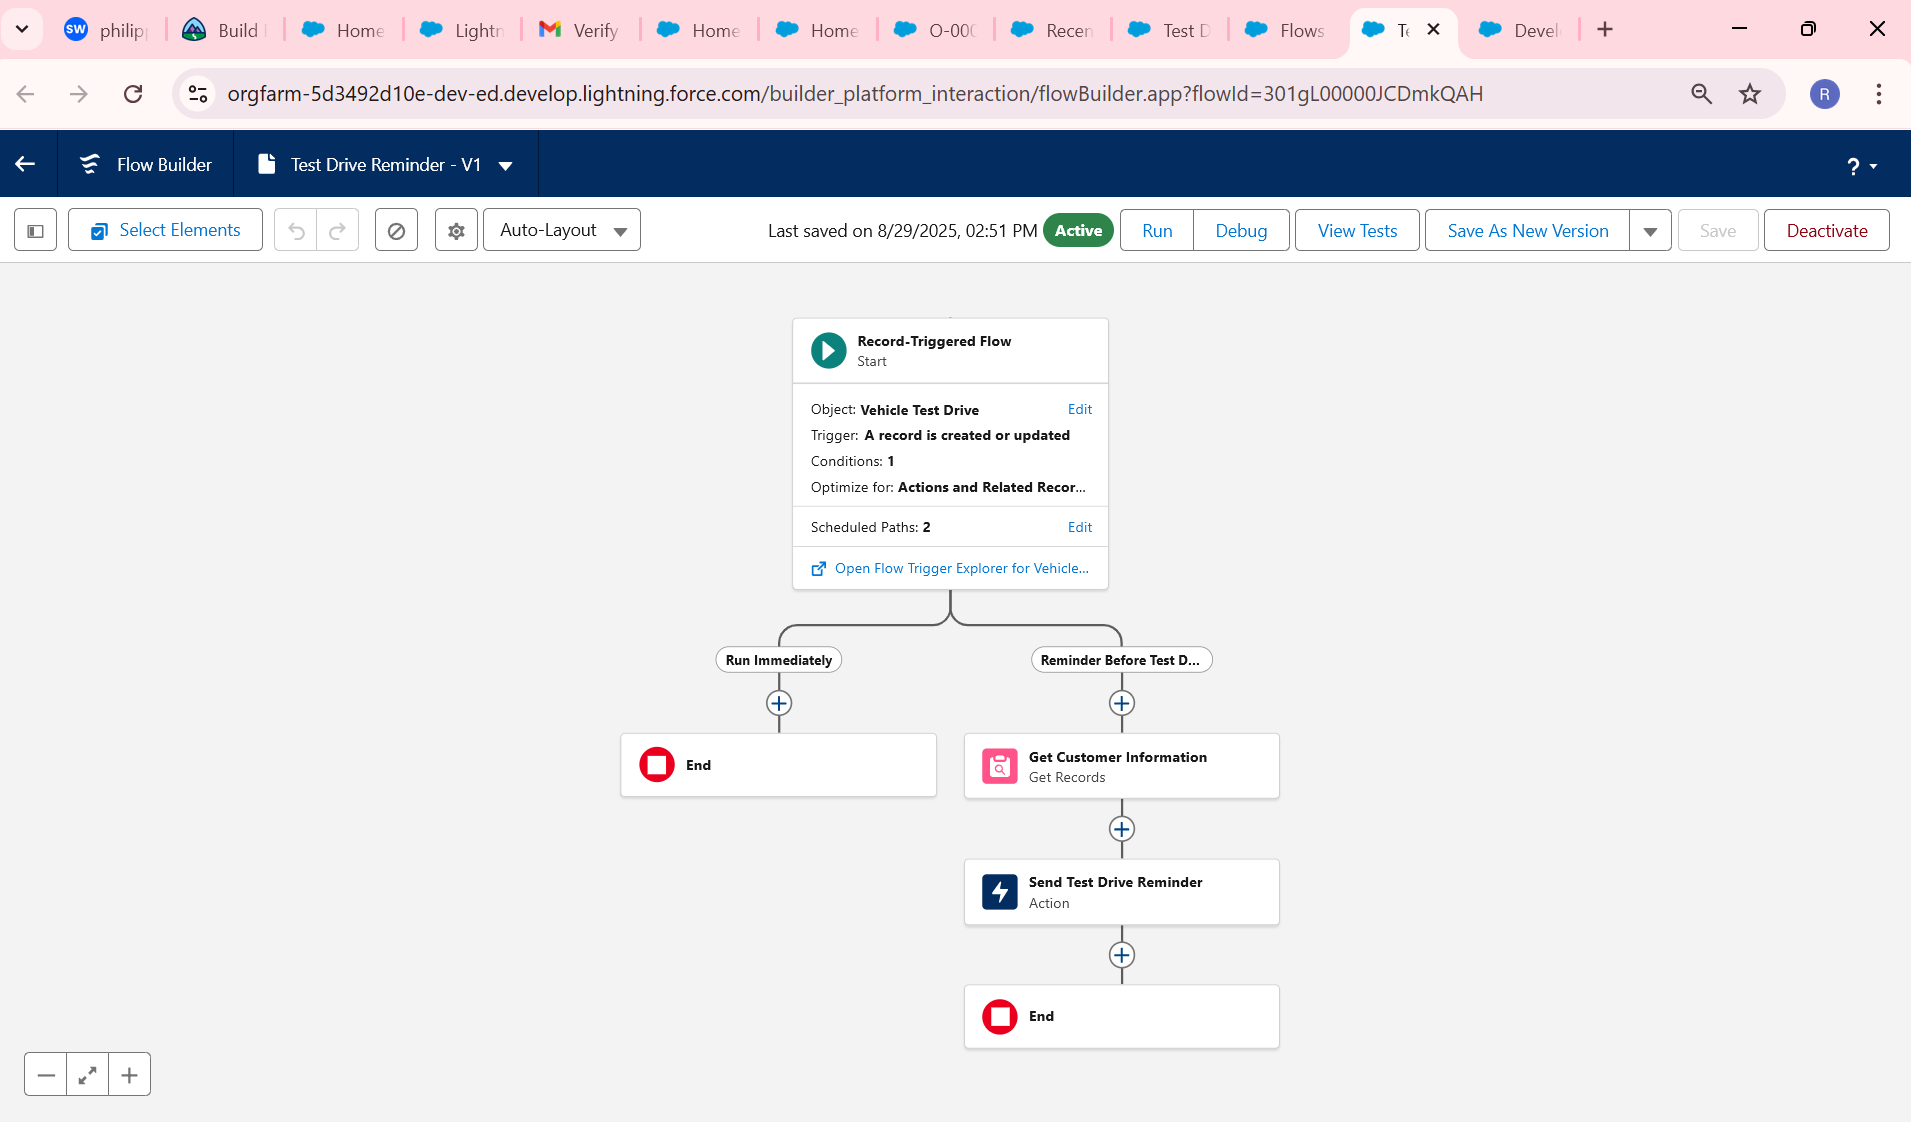 SW philip
Build
Home
Lightn
Verify
Home
Home
O-000
Recen
Test D
Flows
Te
Devel
orgfarm-5d3492d10e-dev-ed.develop.lightning.force.com/builder_platform_interaction/flowBuilder.app?flowId=301gL00000JCDmkQAH
R
Flow Builder
Test Drive Reminder - V1
?
Select Elements
Auto-Layout
Last saved on 8/29/2025, 02:51 PM
Active
Run
Debug
View Tests
Save As New Version
Save
Deactivate
Record-Triggered Flow
Start
Object: Vehicle Test Drive Edit
Trigger: A record is created or updated
Conditions: 1
Optimize for: Actions and Related Recor...
Scheduled Paths: 2 Edit
Open Flow Trigger Explorer for Vehicle...
Run Immediately
Reminder Before Test D...
End
Get Customer Information
Get Records
Send Test Drive Reminder
Action
End